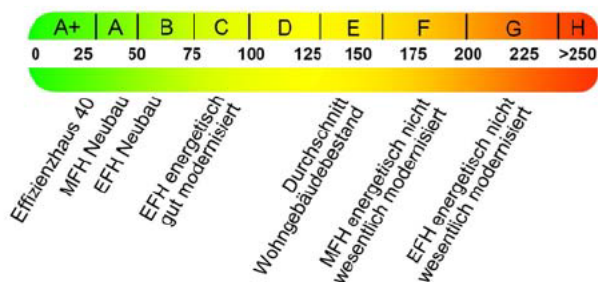 A+ A B C D E F G H
0 25 50 75 100 125 150 175 200 225 >250
Effizienzhaus 40
MFH Neubau
EFH Neubau
EFH energetisch
gut modernisiert
Durchschnitt
Wohngebäudebestand
MFH energetisch nicht
wesentlich modernisiert
EFH energetisch nicht
wesentlich modernisiert